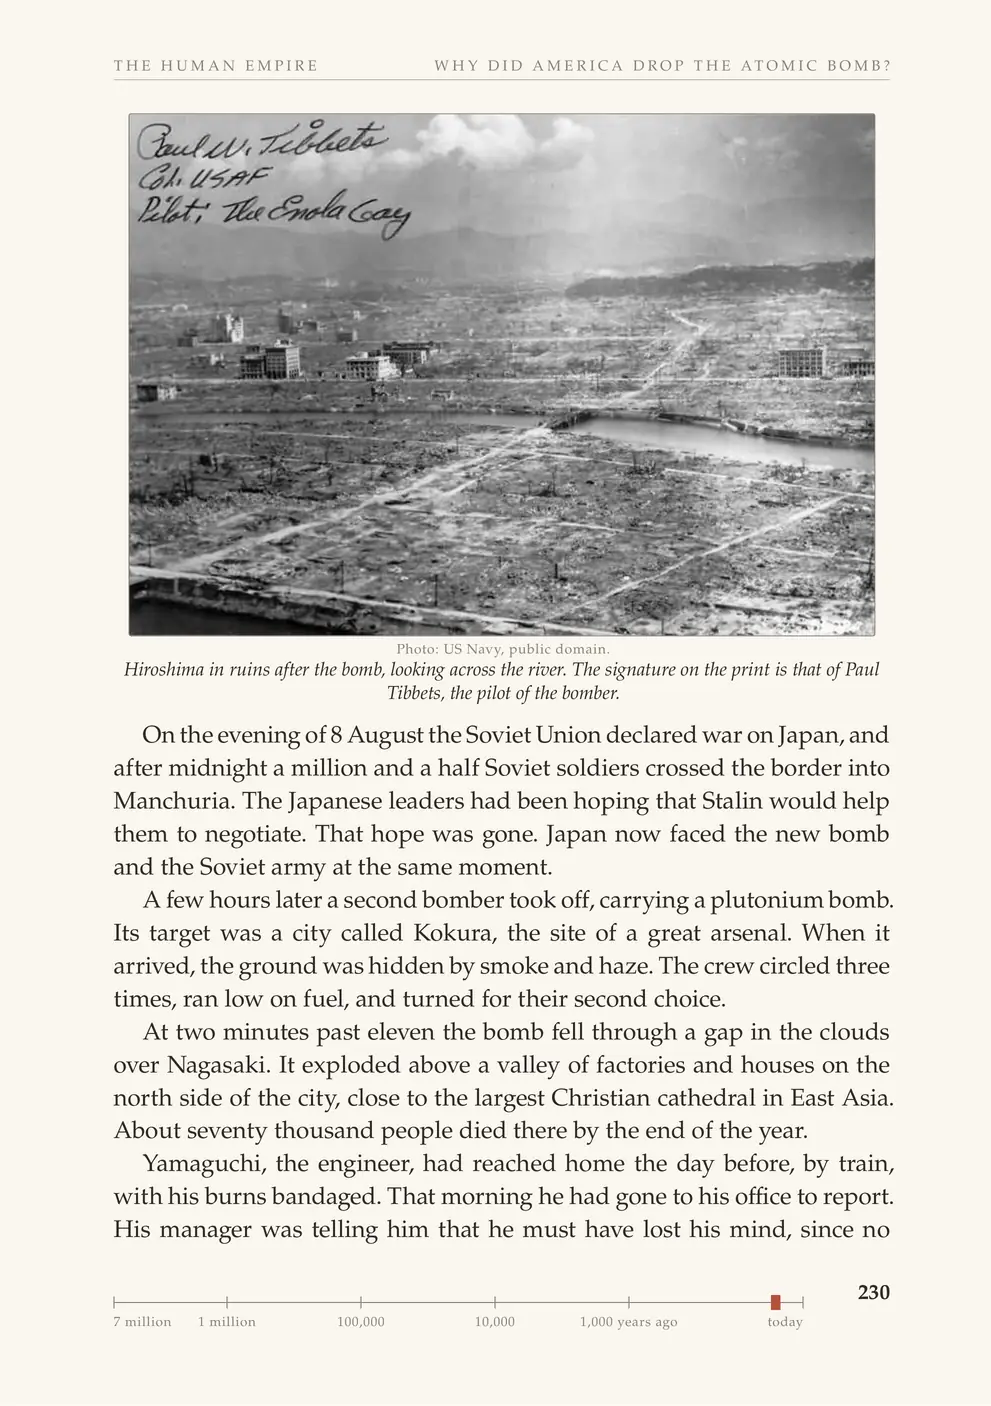 THE HUMAN EMPIRE
WHY DID AMERICA DROP THE ATOMIC BOMB?
Paul W. Tibbets
Col. USAF
Pilot: The Enola Gay
Photo: US Navy, public domain.
Hiroshima in ruins after the bomb, looking across the river. The signature on the print is that of Paul
Tibbets, the pilot of the bomber.
On the evening of 8 August the Soviet Union declared war on Japan, and
after midnight a million and a half Soviet soldiers crossed the border into
Manchuria. The Japanese leaders had been hoping that Stalin would help
them to negotiate. That hope was gone. Japan now faced the new bomb
and the Soviet army at the same moment.
A few hours later a second bomber took off, carrying a plutonium bomb.
Its target was a city called Kokura, the site of a great arsenal. When it
arrived, the ground was hidden by smoke and haze. The crew circled three
times, ran low on fuel, and turned for their second choice.
At two minutes past eleven the bomb fell through a gap in the clouds
over Nagasaki. It exploded above a valley of factories and houses on the
north side of the city, close to the largest Christian cathedral in East Asia.
About seventy thousand people died there by the end of the year.
Yamaguchi, the engineer, had reached home the day before, by train,
with his burns bandaged. That morning he had gone to his office to report.
His manager was telling him that he must have lost his mind, since no
230
7 million
1 million
100,000
10,000
1,000 years ago
today